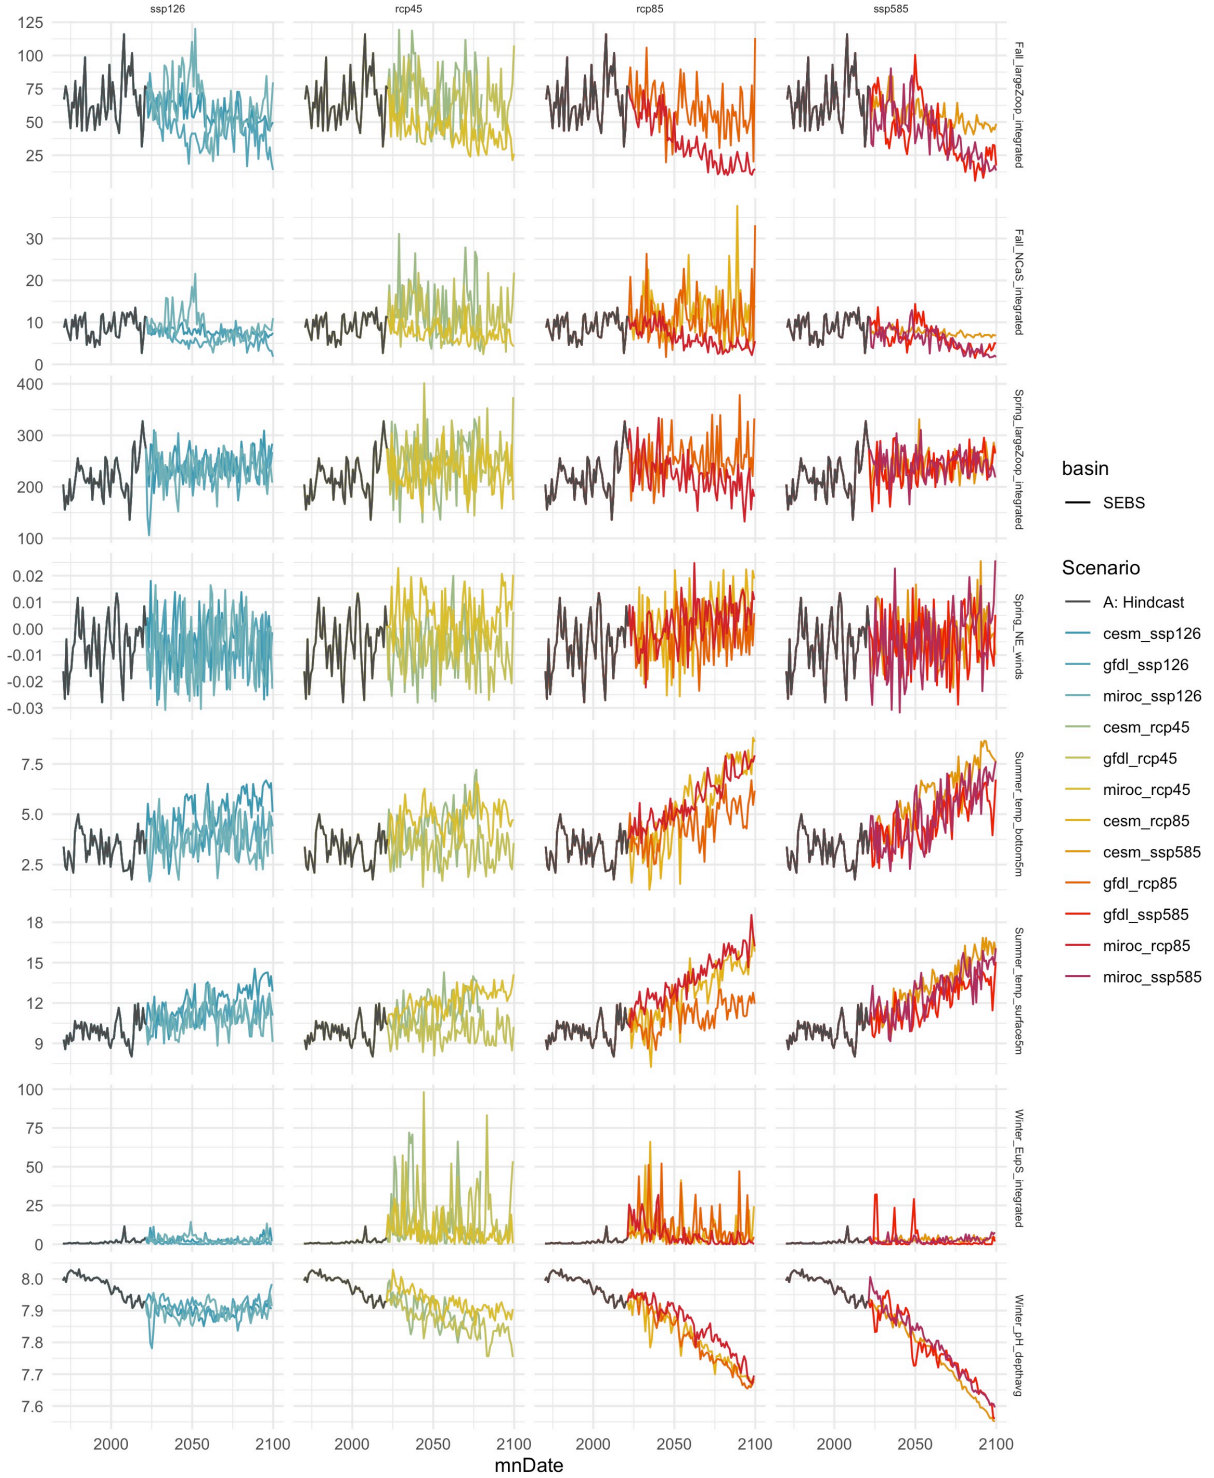 ssp126
rcp45
rcp85
ssp585
125
100
75
50
25
Fall_largeZoop_integrated
30
20
10
0
Fall_NCaS_integrated
400
300
200
100
Spring_largeZoop_integrated
0.02
0.01
0.00
-0.01
-0.02
-0.03
Spring_NE_winds
7.5
5.0
2.5
Summer_temp_bottom5m
18
15
12
9
Summer_temp_surface5m
100
75
50
25
0
Winter_EupS_integrated
8.0
7.9
7.8
7.7
7.6
Winter_pH_depthavg
2000 2050 2100
2000 2050 2100
2000 2050 2100
2000 2050 2100
mnDate
basin
SEBS
Scenario
A: Hindcast
cesm_ssp126
gfdl_ssp126
miroc_ssp126
cesm_rcp45
gfdl_rcp45
miroc_rcp45
cesm_rcp85
cesm_ssp585
gfdl_rcp85
gfdl_ssp585
miroc_rcp85
miroc_ssp585